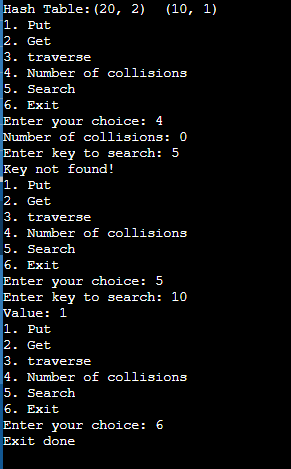 Hash Table:(20, 2)  (10, 1)
1. Put
2. Get
3. traverse
4. Number of collisions
5. Search
6. Exit
Enter your choice: 4
Number of collisions: 0
Enter key to search: 5
Key not found!
1. Put
2. Get
3. traverse
4. Number of collisions
5. Search
6. Exit
Enter your choice: 5
Enter key to search: 10
Value: 1
1. Put
2. Get
3. traverse
4. Number of collisions
5. Search
6. Exit
Enter your choice: 6
Exit done